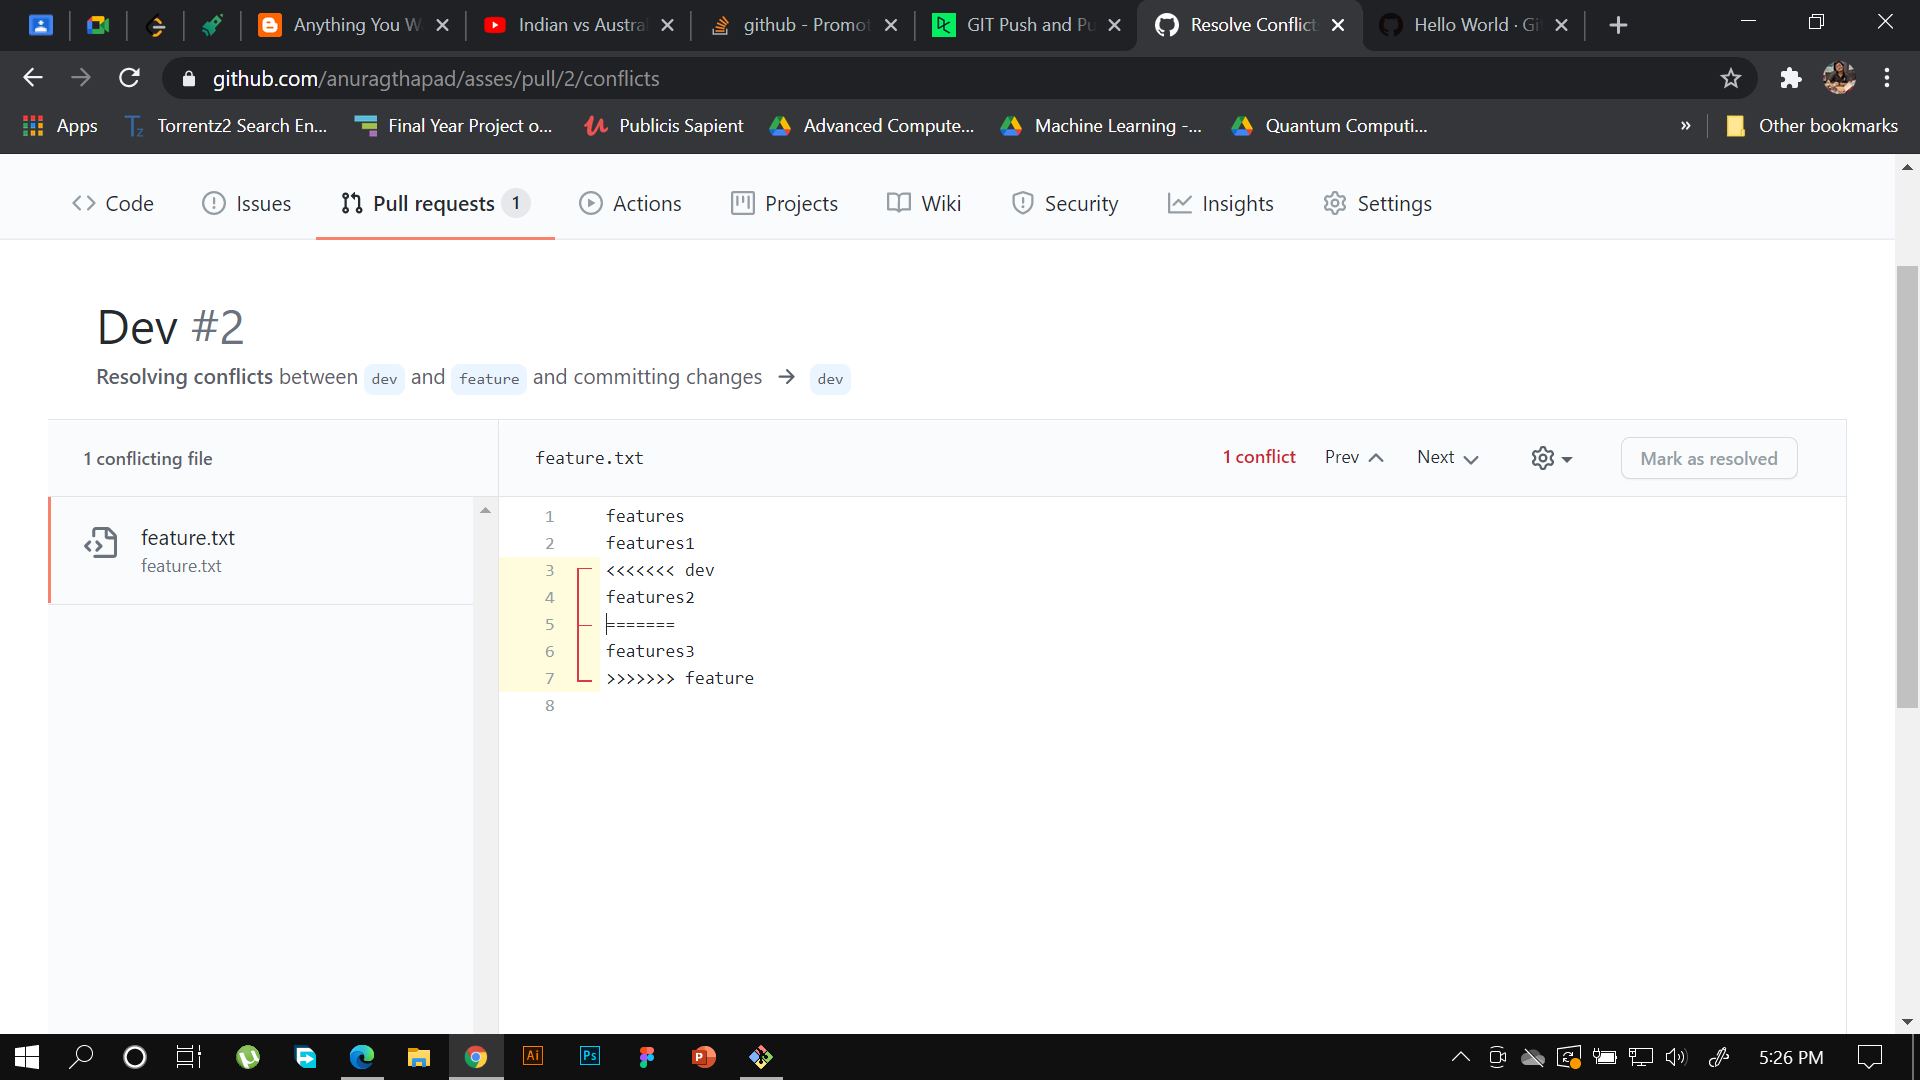 Anything You W
Indian vs Austra
github - Promot
GIT Push and Pu
Resolve Conflict
Hello World · Gi
github.com/anuragthapad/asses/pull/2/conflicts
Apps
Tz
Torrentz2 Search En...
Final Year Project o...
Publicis Sapient
Advanced Compute...
Machine Learning -...
Quantum Computi...
»
Other bookmarks
Code
Issues
Pull requests 1
Actions
Projects
Wiki
Security
Insights
Settings
Dev #2
Resolving conflicts between dev and feature and committing changes → dev
1 conflicting file
feature.txt
1 conflict
Prev
Next
Mark as resolved
feature.txt
feature.txt
1 features
2 features1
3 <<<<<<< dev
4 features2
5 =======
6 features3
7 >>>>>>> feature
8
Ai
Ps
5:26 PM